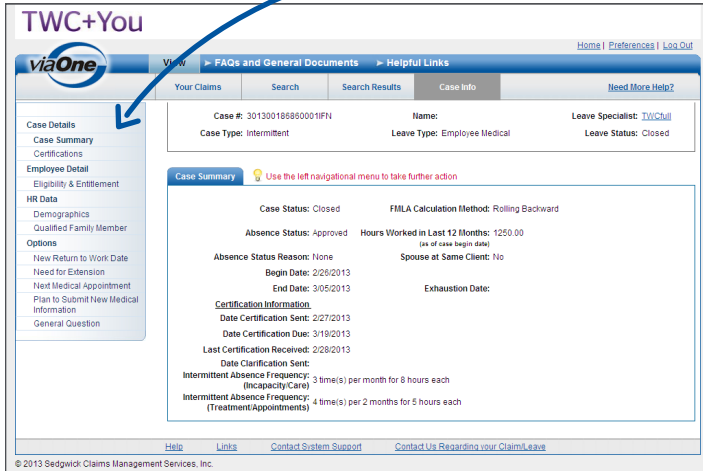 TWC+You
Home | Preferences | Log Out
viaOne
View ► FAQs and General Documents ► Helpful Links
Your Claims Search Search Results Case Info Need More Help?
Case Details
Case Summary
Certifications
Employee Detail
Eligibility & Entitlement
HR Data
Demographics
Qualified Family Member
Options
New Return to Work Date
Need for Extension
Next Medical Appointment
Plan to Submit New Medical
Information
General Question
Case #: 301300186860001IFN Name: Leave Specialist: TWCfull
Case Type: Intermittent Leave Type: Employee Medical Leave Status: Closed
Case Summary Use the left navigational menu to take further action
Case Status: Closed FMLA Calculation Method: Rolling Backward
Absence Status: Approved Hours Worked in Last 12 Months: 1250.00
(as of case begin date)
Absence Status Reason: None Spouse at Same Client: No
Begin Date: 2/26/2013
End Date: 3/05/2013 Exhaustion Date:
Certification Information
Date Certification Sent: 2/27/2013
Date Certification Due: 3/19/2013
Last Certification Received: 2/28/2013
Date Clarification Sent:
Intermittent Absence Frequency: 3 time(s) per month for 8 hours each
(Incapacity/Care)
Intermittent Absence Frequency: 4 time(s) per 2 months for 5 hours each
(Treatment/Appointments)
Help Links Contact System Support Contact Us Regarding your Claim/Leave
© 2013 Sedgwick Claims Management Services, Inc.